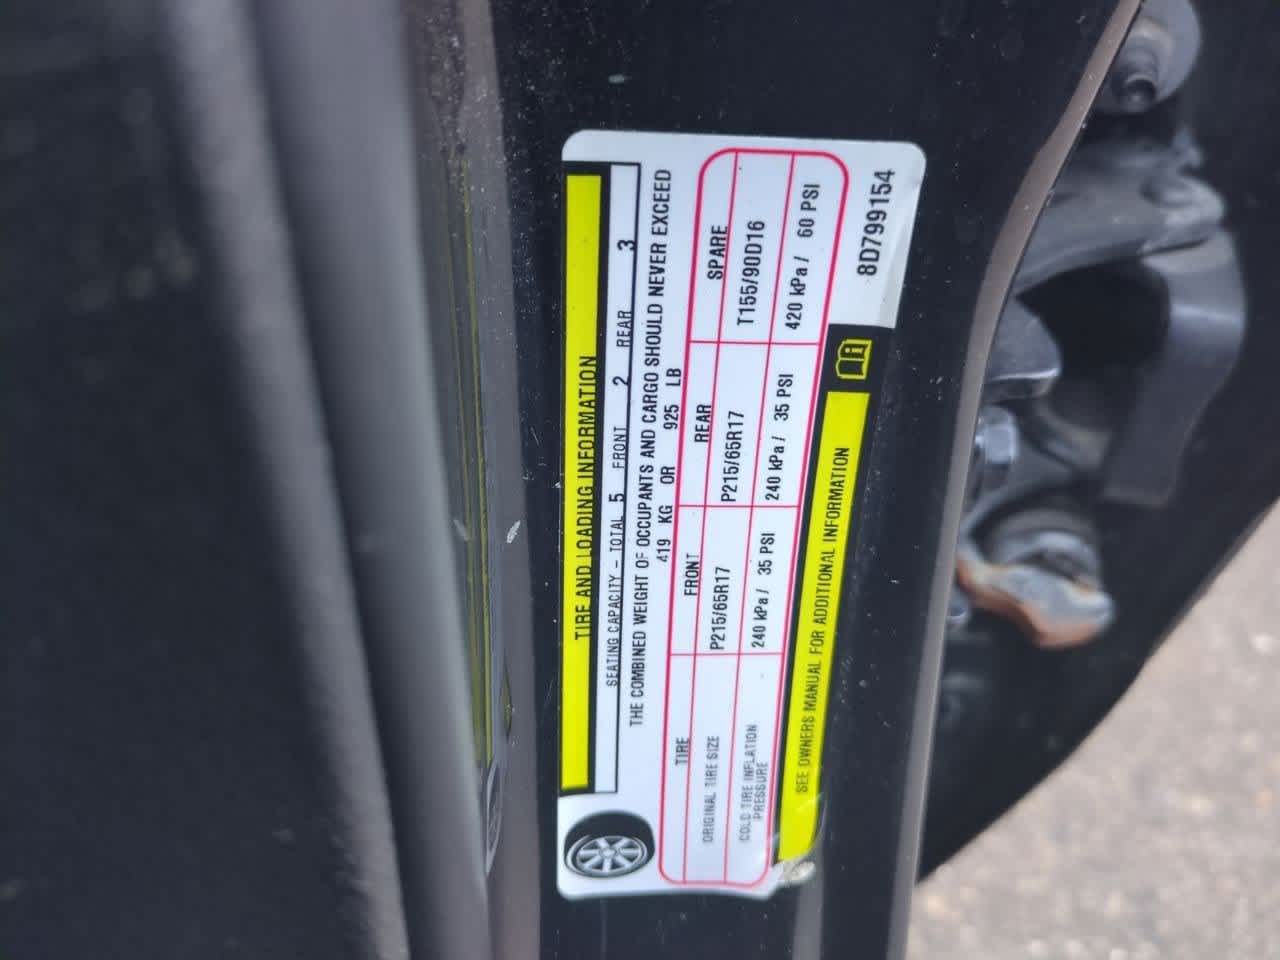 TIRE AND LOADING INFORMATION
SEATING CAPACITY - TOTAL 5 FRONT 2 REAR 3
THE COMBINED WEIGHT OF OCCUPANTS AND CARGO SHOULD NEVER EXCEED
419 KG OR 925 LB
TIRE FRONT REAR SPARE
ORIGINAL TIRE SIZE P215/65R17 P215/65R17 T155/90D16
COLD TIRE INFLATION
PRESSURE 240 kPa / 35 PSI 240 kPa / 35 PSI 420 kPa / 60 PSI
SEE OWNERS MANUAL FOR ADDITIONAL INFORMATION
8D799154